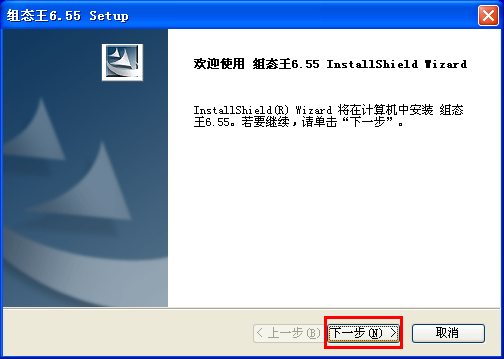 组态王6.55 Setup
欢迎使用 组态王6.55 InstallShield Wizard
InstallShield(R) Wizard 将在计算机中安装 组态
王6.55。若要继续，请单击“下一步”。
< 上一步(B) 下一步(N) > 取消